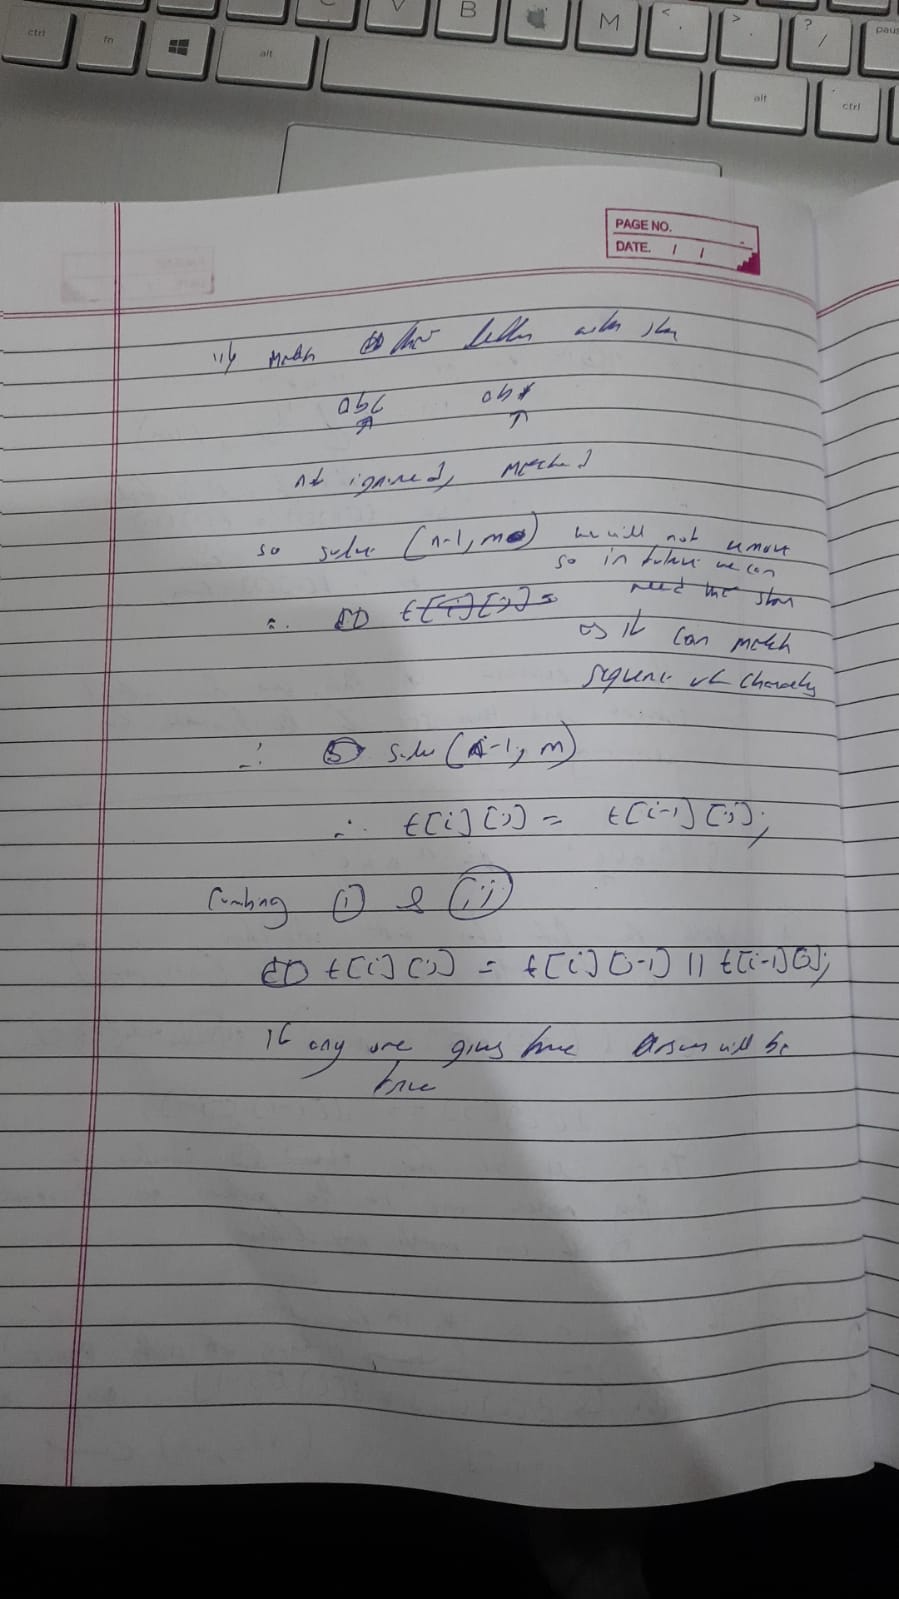 ctrl
fn
alt
C
V
B
M
<
,
>
.
?
/
pau
alt
ctrl
PAGE NO.
DATE. / /
ii) match the letter with star
abc ab*
not ignored, matched
so solve (n-1, m) we will not remove
so in future we can
need the star
∴ t[i][j]=
as it can match
sequence of characters
∴ solve (i-1, m)
∴ t[i][j] = t[i-1][j];
Combing (i) & (ii)
t[i][j] = t[i][j-1] || t[i-1][j];
If any one gives true answer will be
true